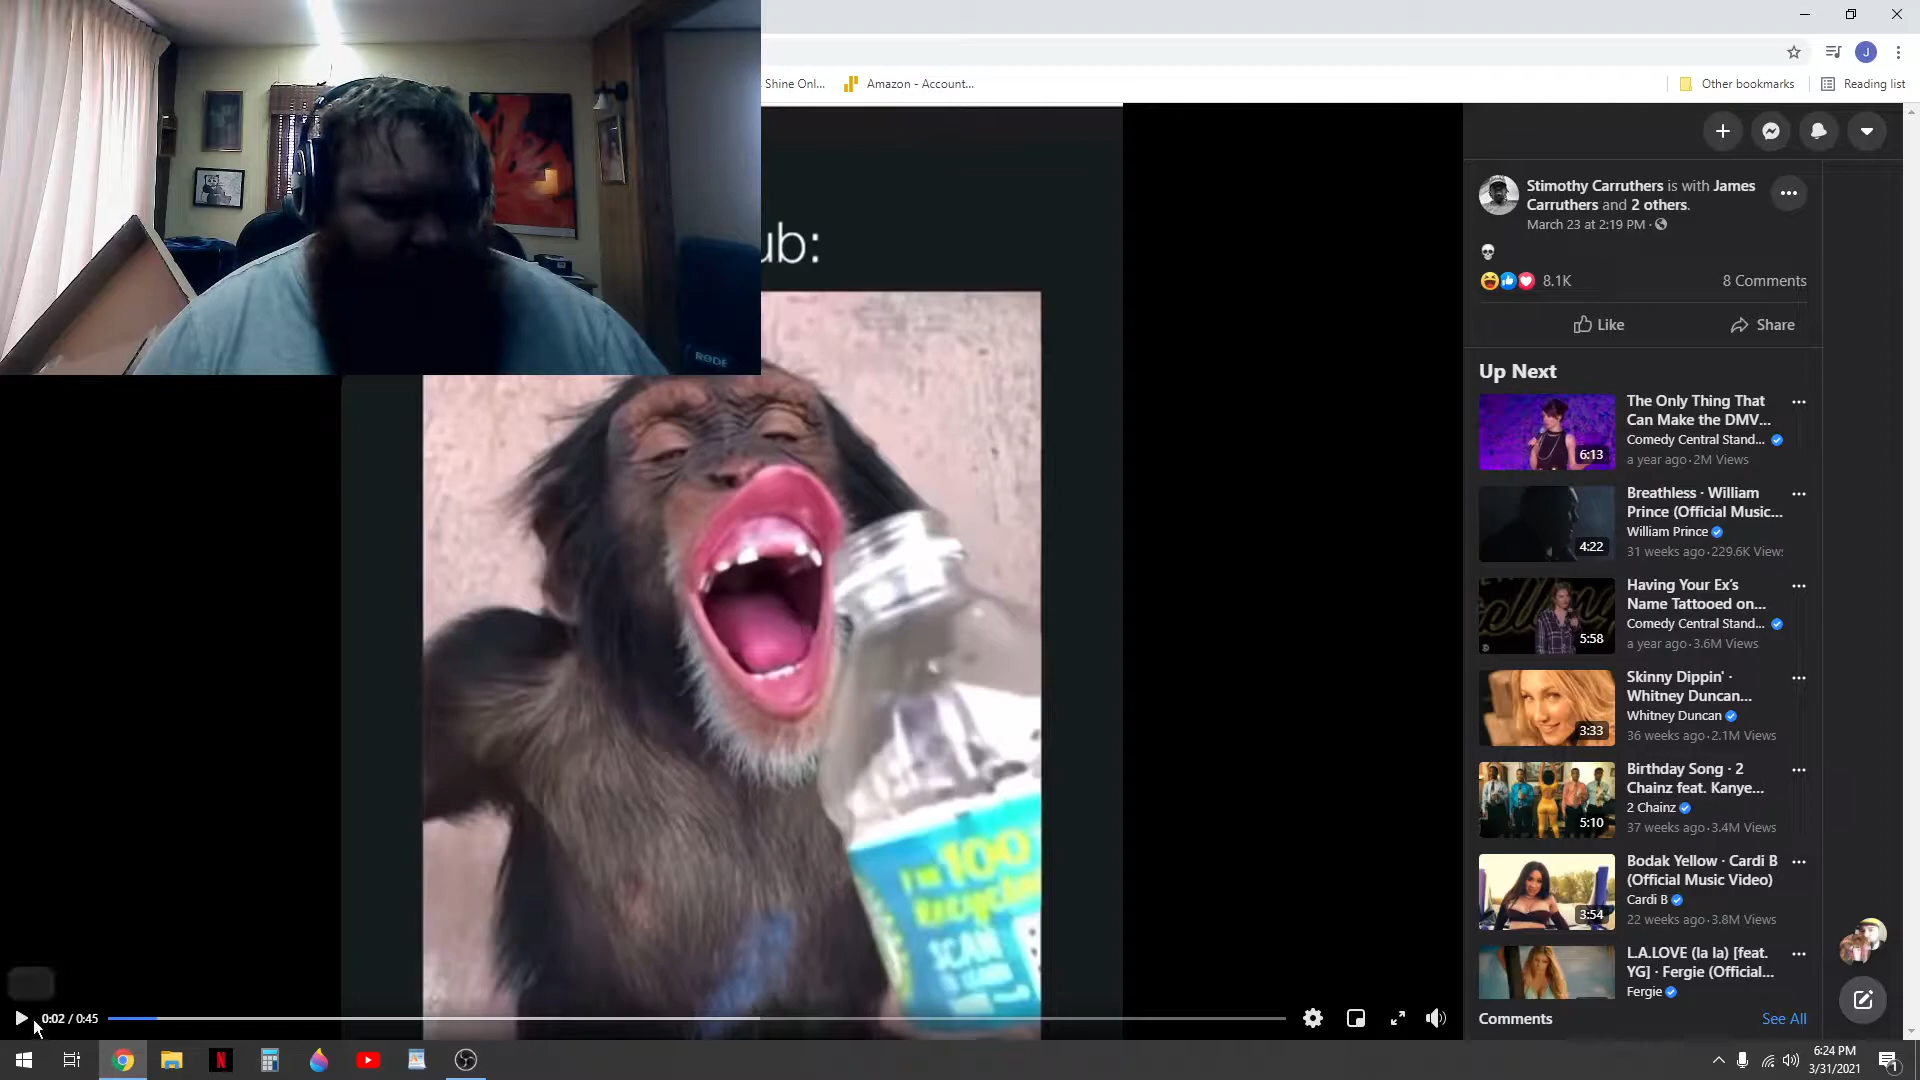 Shine Onl...
Amazon - Account...
Other bookmarks
Reading list
J
RØDE
ub:
Stimothy Carruthers is with James
Carruthers and 2 others.
March 23 at 2:19 PM ·
8.1K
8 Comments
Like
Share
Up Next
The Only Thing That
Can Make the DMV...
Comedy Central Stand...
a year ago · 2M Views
6:13
Breathless · William
Prince (Official Music...
William Prince
31 weeks ago · 229.6K Views
4:22
Having Your Ex's
Name Tattooed on...
Comedy Central Stand...
a year ago · 3.6M Views
5:58
Skinny Dippin' ·
Whitney Duncan...
Whitney Duncan
36 weeks ago · 2.1M Views
3:33
Birthday Song · 2
Chainz feat. Kanye...
2 Chainz
37 weeks ago · 3.4M Views
5:10
Bodak Yellow · Cardi B
(Official Music Video)
Cardi B
22 weeks ago · 3.8M Views
3:54
L.A.LOVE (la la) [feat.
YG] · Fergie (Official...
Fergie
Comments
See All
100
SCAN
0:02 / 0:45
N
6:24 PM
3/31/2021
1